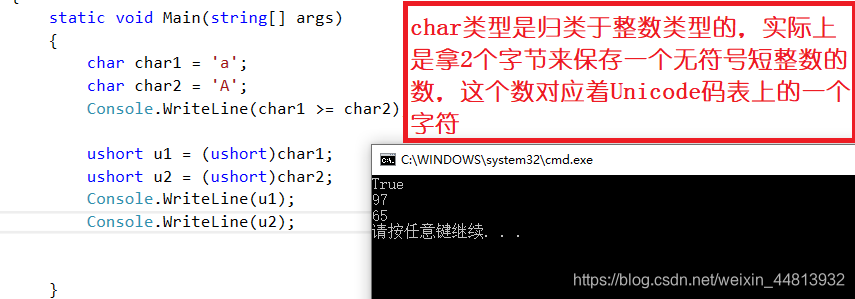 {
static void Main(string[] args)
{
char char1 = 'a';
char char2 = 'A';
Console.WriteLine(char1 >= char2)
ushort u1 = (ushort)char1;
ushort u2 = (ushort)char2;
Console.WriteLine(u1);
Console.WriteLine(u2);
}
char类型是归类于整数类型的，实际上
是拿2个字节来保存一个无符号短整数的
数，这个数对应着Unicode码表上的一个
字符
C:\WINDOWS\system32\cmd.exe
True
97
65
请按任意键继续. . .
https://blog.csdn.net/weixin_44813932